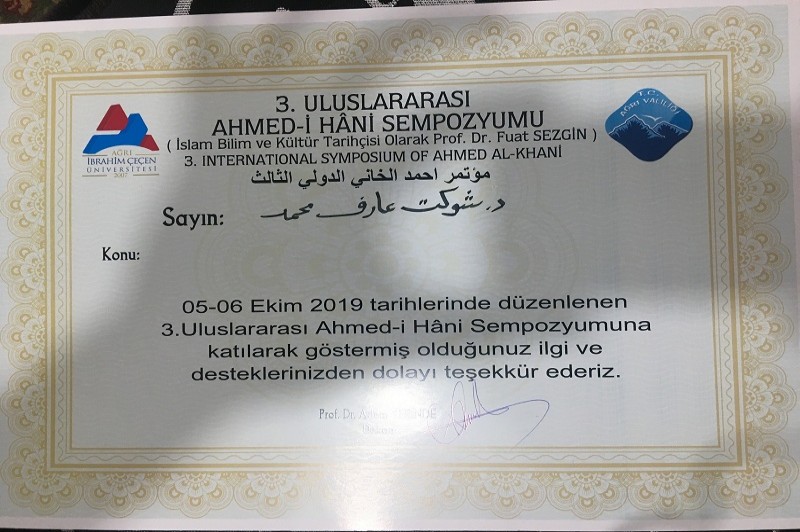 3. ULUSLARARASI
AHMED-İ HÂNİ SEMPOZYUMU
( İslam Bilim ve Kültür Tarihçisi Olarak Prof. Dr. Fuat SEZGİN )
3. INTERNATIONAL SYMPOSIUM OF AHMED AL-KHANİ
مؤتمر احمد الخاني الدولي الثالث
AĞRI
İBRAHİM ÇEÇEN
ÜNİVERSİTESİ
2007
T.C.
AĞRI VALİLİĞİ
Sayın: د. شوكت عارف محمد
Konu:
05-06 Ekim 2019 tarihlerinde düzenlenen
3.Uluslararası Ahmed-i Hâni Sempozyumuna
katılarak göstermiş olduğunuz ilgi ve
desteklerinizden dolayı teşekkür ederiz.
Prof. Dr.